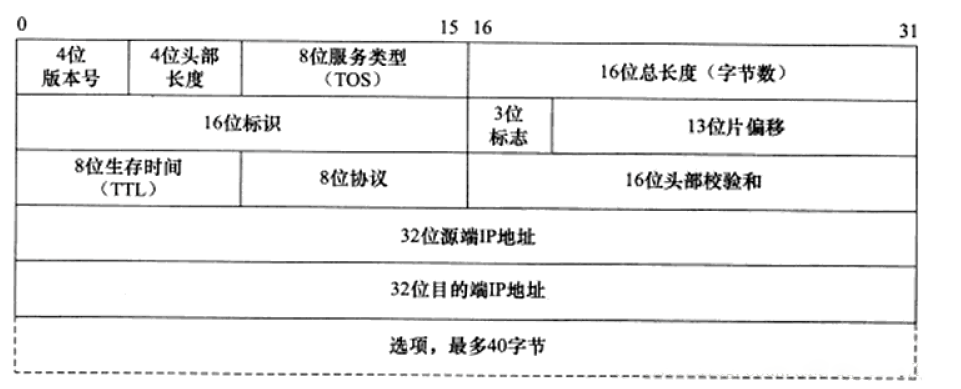 0 15 16 31
4位
版本号
4位头部
长度
8位服务类型
（TOS）
16位总长度（字节数）
16位标识
3位
标志
13位片偏移
8位生存时间
（TTL）
8位协议
16位头部校验和
32位源端IP地址
32位目的端IP地址
选项，最多40字节